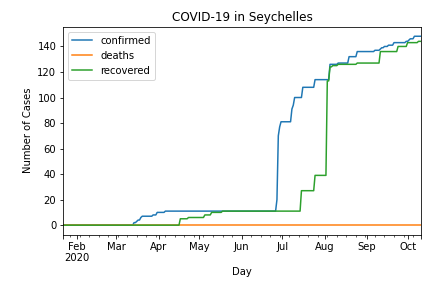 COVID-19 in Seychelles
confirmed
deaths
recovered
Number of Cases
140
120
100
80
60
40
20
0
Feb Mar Apr May Jun Jul Aug Sep Oct
2020
Day